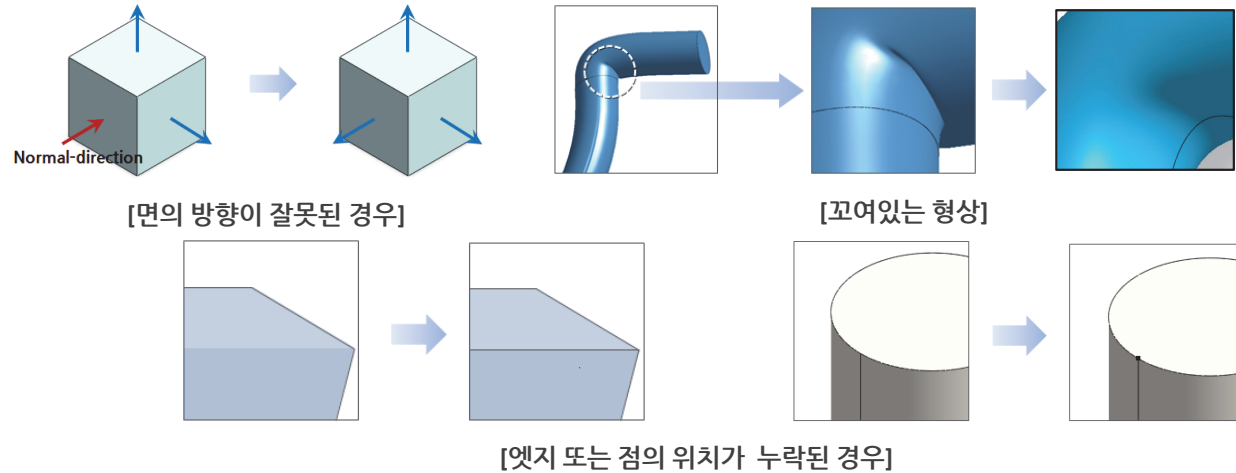 Normal-direction
[면의 방향이 잘못된 경우]
[꼬여있는 형상]
[엣지 또는 점의 위치가 누락된 경우]